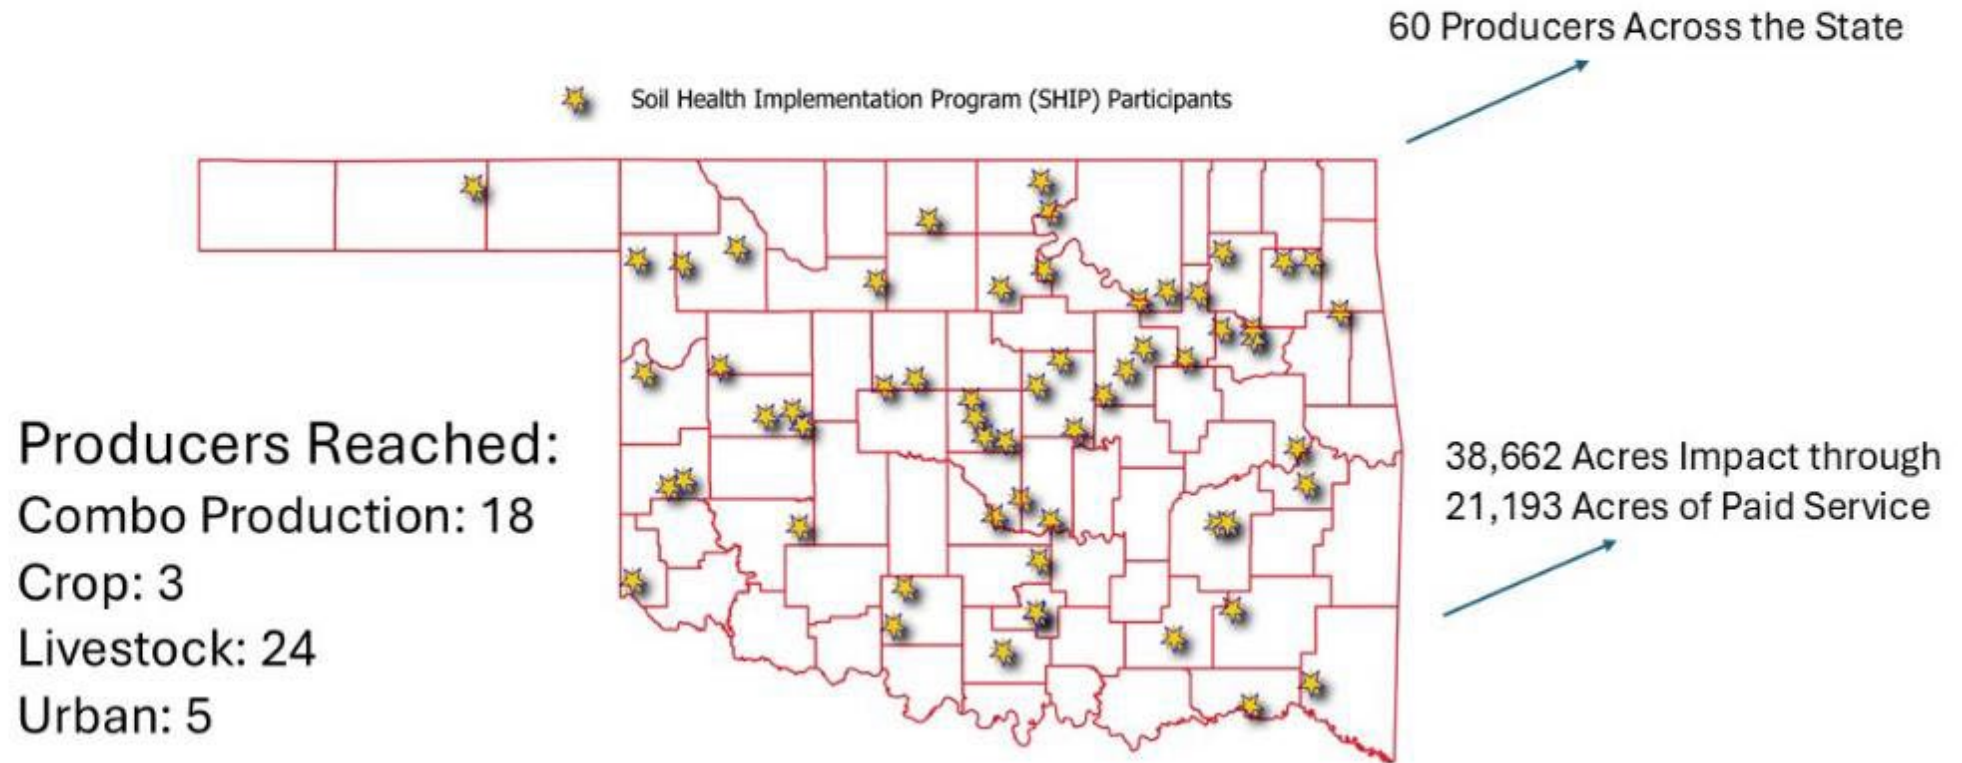 60 Producers Across the State
Soil Health Implementation Program (SHIP) Participants
Producers Reached:
Combo Production: 18
Crop: 3
Livestock: 24
Urban: 5
38,662 Acres Impact through
21,193 Acres of Paid Service